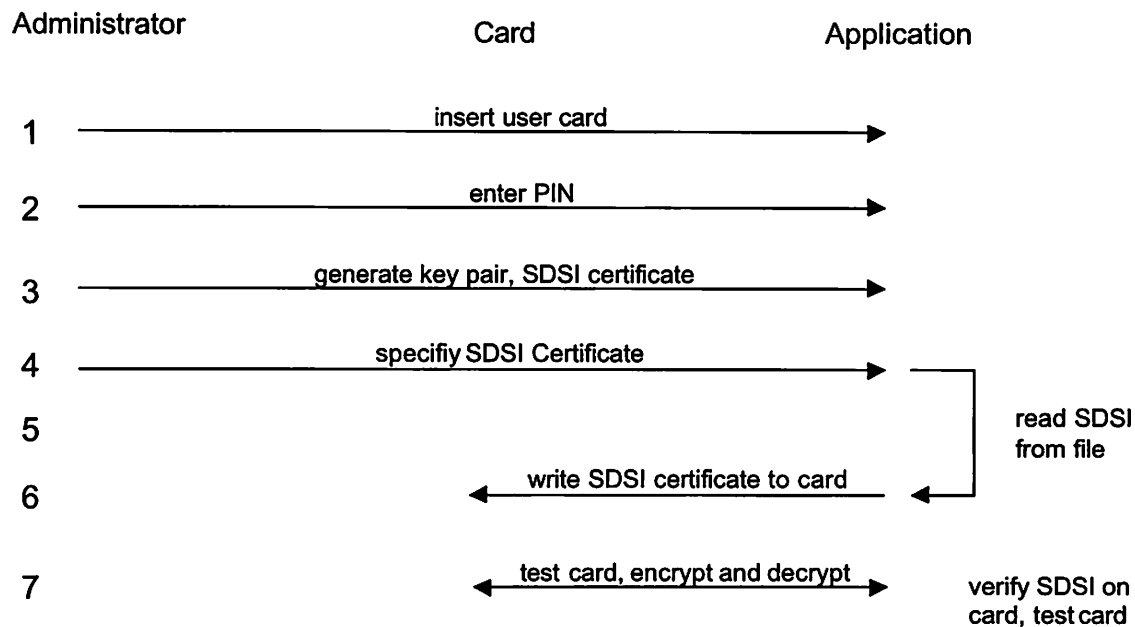 Administrator Card Application
1 insert user card
2 enter PIN
3 generate key pair, SDSI certificate
4 specifiy SDSI Certificate
5 read SDSI
from file
6 write SDSI certificate to card
7 test card, encrypt and decrypt verify SDSI on
card, test card